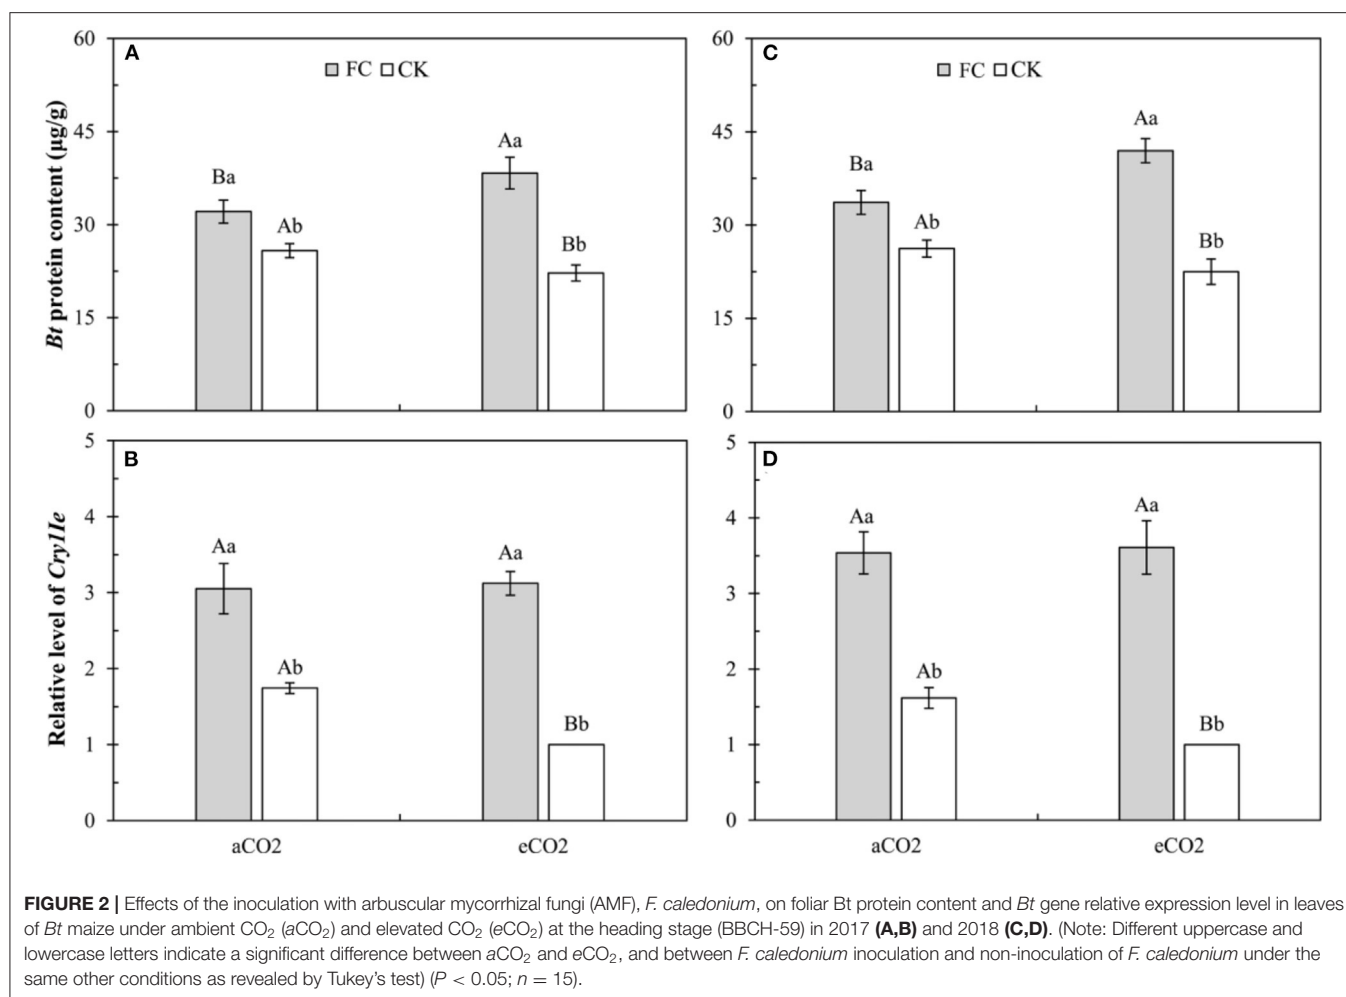 A
60
45
30
15
0
Bt protein content (µg/g)
FC CK
Ba
Ab
Aa
Bb
C
60
45
30
15
0
FC CK
Ba
Ab
Aa
Bb
B
5
4
3
2
1
0
Relative level of Cry1Ie
Aa
Ab
Aa
Bb
aCO2 eCO2
D
5
4
3
2
1
0
Aa
Ab
Aa
Bb
aCO2 eCO2
FIGURE 2 | Effects of the inoculation with arbuscular mycorrhizal fungi (AMF), F. caledonium, on foliar Bt protein content and Bt gene relative expression level in leaves
of Bt maize under ambient CO₂ (aCO₂) and elevated CO₂ (eCO₂) at the heading stage (BBCH-59) in 2017 (A,B) and 2018 (C,D). (Note: Different uppercase and
lowercase letters indicate a significant difference between aCO₂ and eCO₂, and between F. caledonium inoculation and non-inoculation of F. caledonium under the
same other conditions as revealed by Tukey's test) (P < 0.05; n = 15).